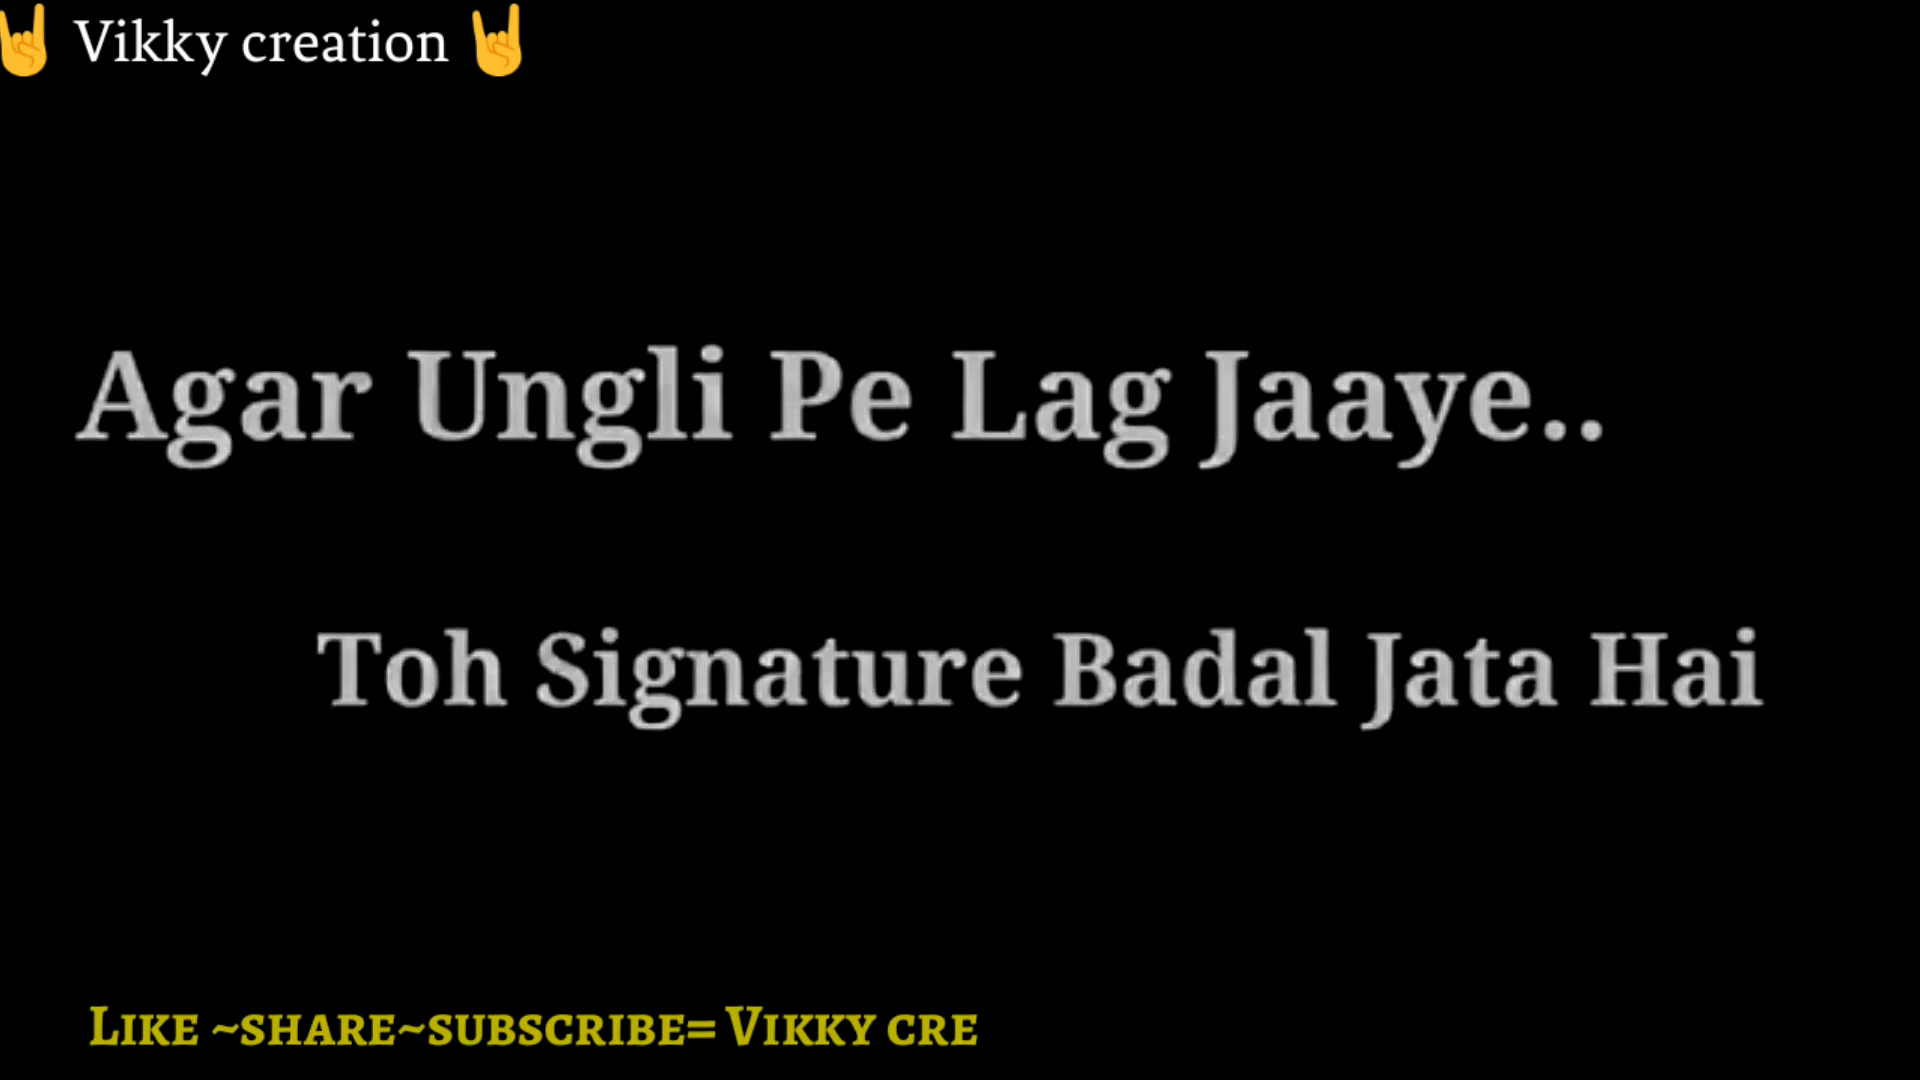 🤘 Vikky creation 🤘
Agar Ungli Pe Lag Jaaye..
Toh Signature Badal Jata Hai
Like ~share~subscribe= Vikky cre